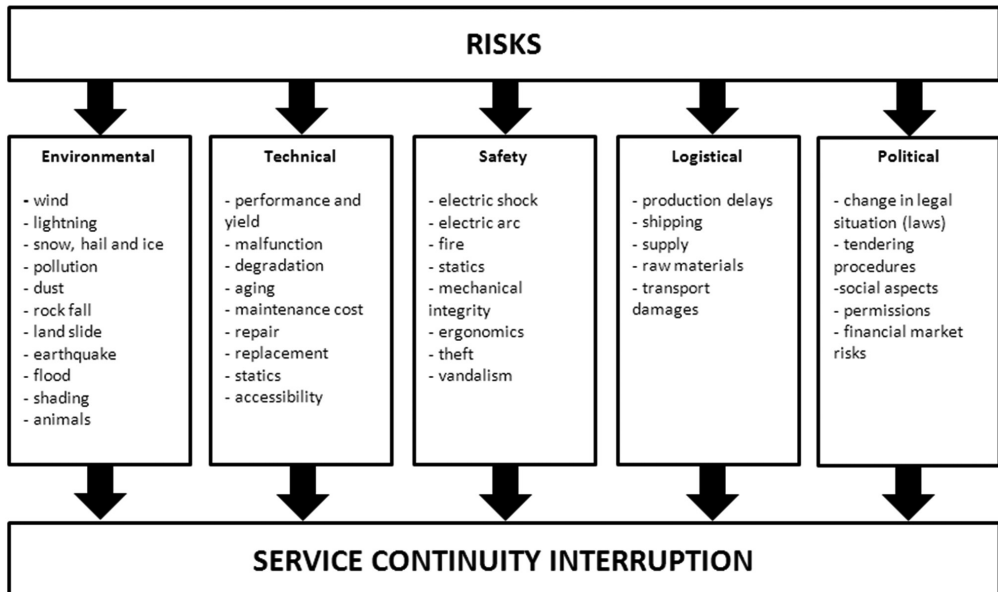 RISKS
Environmental
- wind
- lightning
- snow, hail and ice
- pollution
- dust
- rock fall
- land slide
- earthquake
- flood
- shading
- animals
Technical
- performance and
yield
- malfunction
- degradation
- aging
- maintenance cost
- repair
- replacement
- statics
- accessibility
Safety
- electric shock
- electric arc
- fire
- statics
- mechanical
integrity
- ergonomics
- theft
- vandalism
Logistical
- production delays
- shipping
- supply
- raw materials
- transport
damages
Political
- change in legal
situation (laws)
- tendering
procedures
-social aspects
- permissions
- financial market
risks
SERVICE CONTINUITY INTERRUPTION